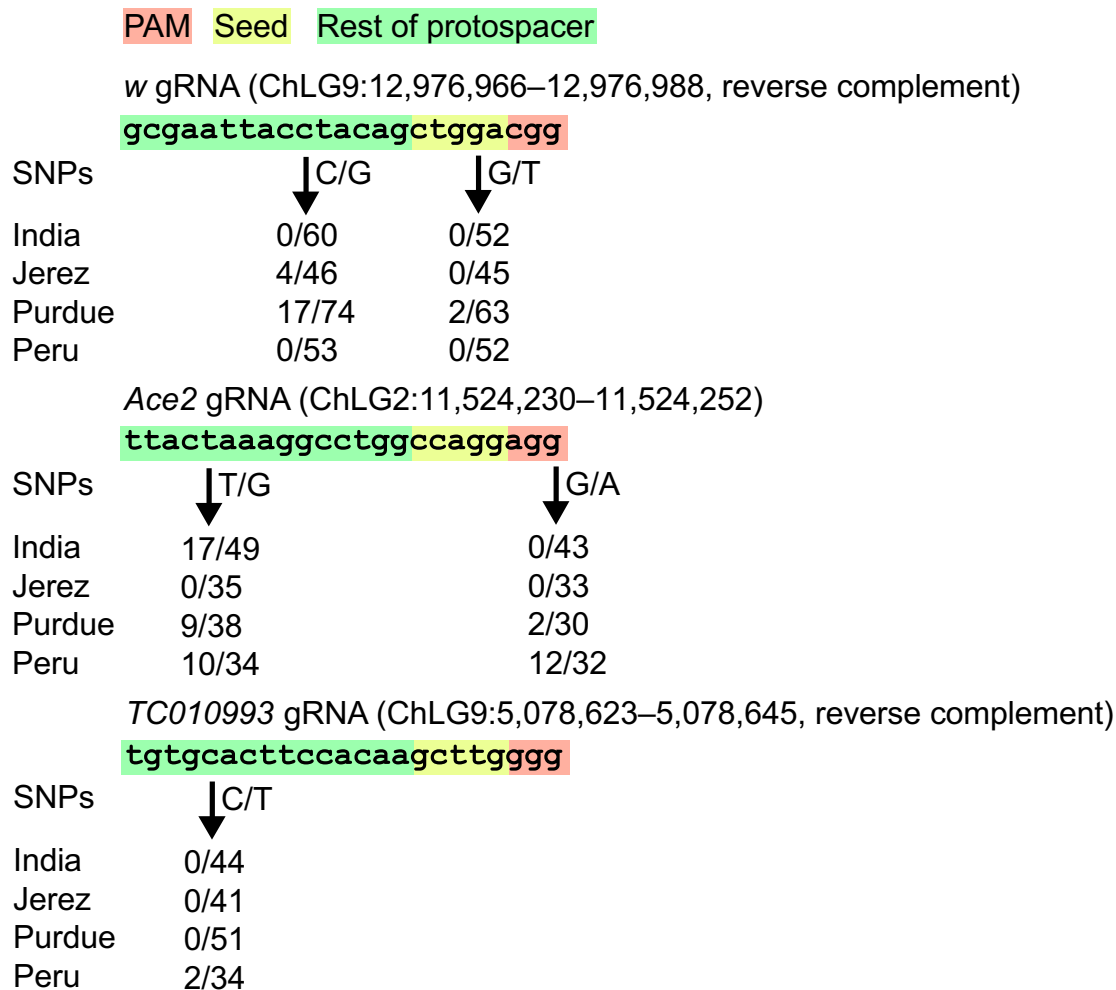 PAM Seed Rest of protospacer
w gRNA (ChLG9:12,976,966–12,976,988, reverse complement)
gcgaattacctacagctggacgg
SNPs C/G G/T
India 0/60 0/52
Jerez 4/46 0/45
Purdue 17/74 2/63
Peru 0/53 0/52
Ace2 gRNA (ChLG2:11,524,230–11,524,252)
ttactaaaggcctggccaggagg
SNPs T/G G/A
India 17/49 0/43
Jerez 0/35 0/33
Purdue 9/38 2/30
Peru 10/34 12/32
TC010993 gRNA (ChLG9:5,078,623–5,078,645, reverse complement)
tgtgcacttccacaagcttgggg
SNPs C/T
India 0/44
Jerez 0/41
Purdue 0/51
Peru 2/34